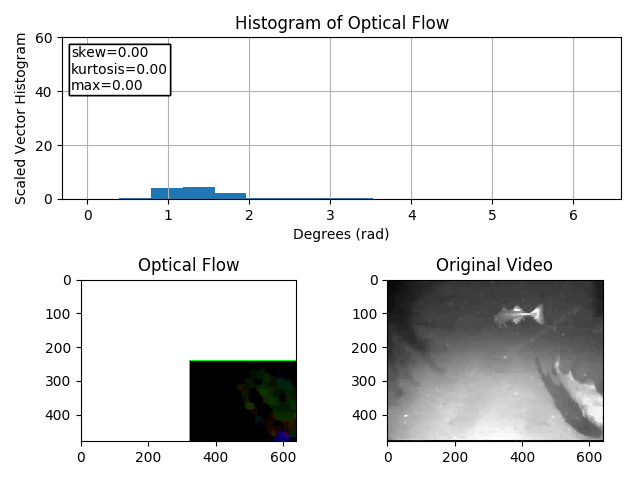 Histogram of Optical Flow
Scaled Vector Histogram
60
40
20
0
skew=0.00
kurtosis=0.00
max=0.00
0 1 2 3 4 5 6
Degrees (rad)
Optical Flow
0
100
200
300
400
0 200 400 600
Original Video
0
100
200
300
400
0 200 400 600